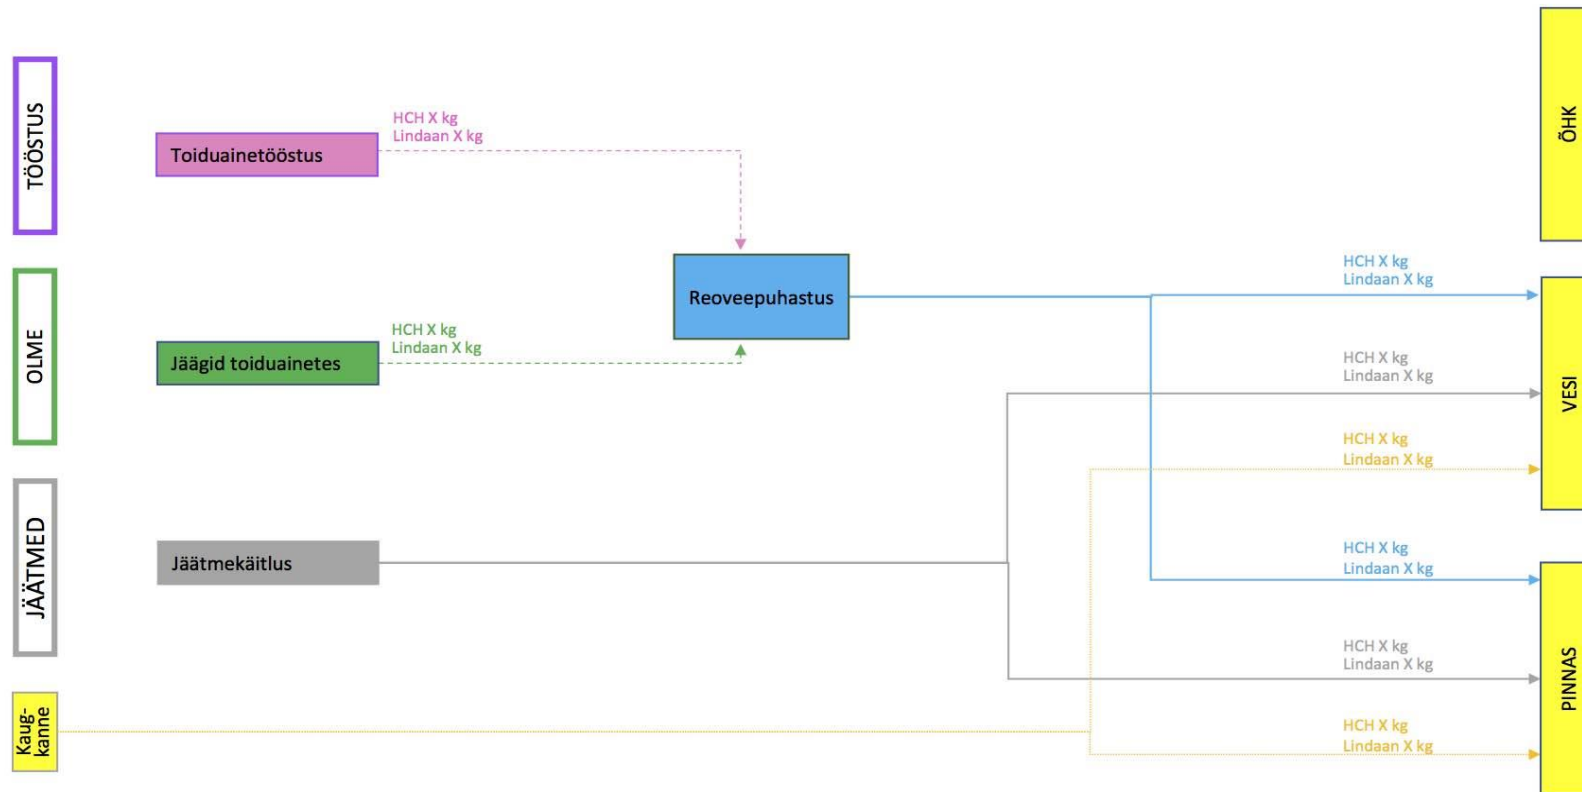 TÖÖSTUS
OLME
JÄÄTMED
Kaug-
kanne
Toiduainetööstus
HCH X kg
Lindaan X kg
Jäägid toiduainetes
HCH X kg
Lindaan X kg
Reoveepuhastus
Jäätmekäitlus
HCH X kg
Lindaan X kg
HCH X kg
Lindaan X kg
HCH X kg
Lindaan X kg
HCH X kg
Lindaan X kg
HCH X kg
Lindaan X kg
HCH X kg
Lindaan X kg
ÕHK
VESI
PINNAS